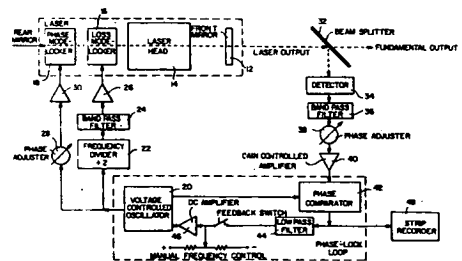 LASER
REAR MIRROR
PHASE MODE LOCKER
18
16
LOSS MODE LOCKER
LASER HEAD
14
FRONT MIRROR
12
LASER OUTPUT
32
BEAM SPLITTER
FUNDAMENTAL OUTPUT
30
26
24
BAND PASS FILTER
22
FREQUENCY DIVIDER ÷ 2
28
PHASE ADJUSTER
DETECTOR
34
BAND PASS FILTER
36
38
PHASE ADJUSTER
GAIN CONTROLLED AMPLIFIER
40
20
VOLTAGE CONTROLLED OSCILLATOR
DC AMPLIFIER
46
FEEDBACK SWITCH
LOW PASS FILTER
44
PHASE COMPARATOR
42
48
STRIP RECORDER
PHASE-LOCK LOOP
MANUAL FREQUENCY CONTROL